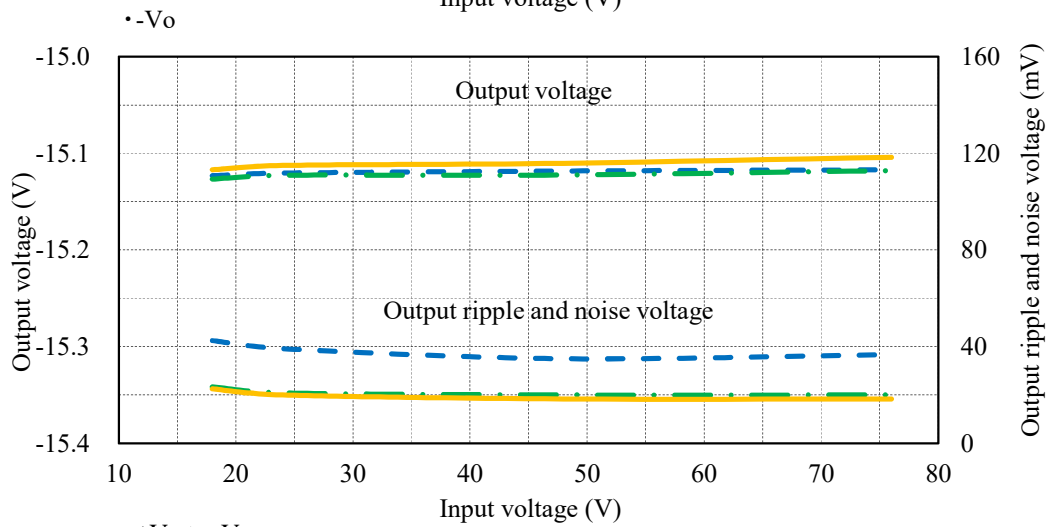 Input voltage (V)
・-Vo
-15.0
160
Output voltage
-15.1
120
-15.2
80
Output ripple and noise voltage
-15.3
40
-15.4
0
10 20 30 40 50 60 70 80
Input voltage (V)
Output voltage (V)
Output ripple and noise voltage (mV)